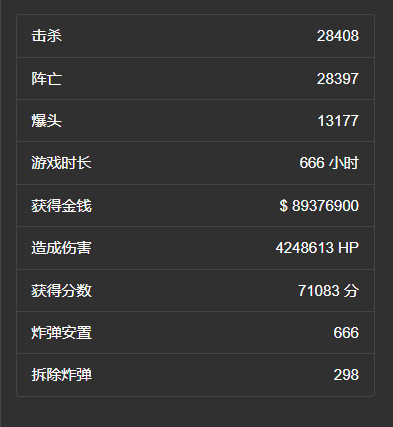 击杀 28408
阵亡 28397
爆头 13177
游戏时长 666 小时
获得金钱 $ 89376900
造成伤害 4248613 HP
获得分数 71083 分
炸弹安置 666
拆除炸弹 298